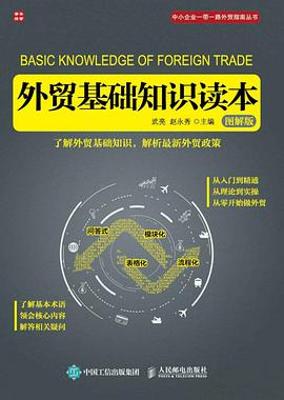 中小企业一带一路外贸指南丛书
BASIC KNOWLEDGE OF FOREIGN TRADE
外贸基础知识读本
图解版
武亮 赵永秀 ◎ 主编
了解外贸基础知识，解析最新外贸政策
从入门到精通
从理论到实操
从零开始做外贸
问答式
模块化
表格化
流程化
了解基本术语
领会核心内容
解答相关疑问
中国工信出版集团
人民邮电出版社